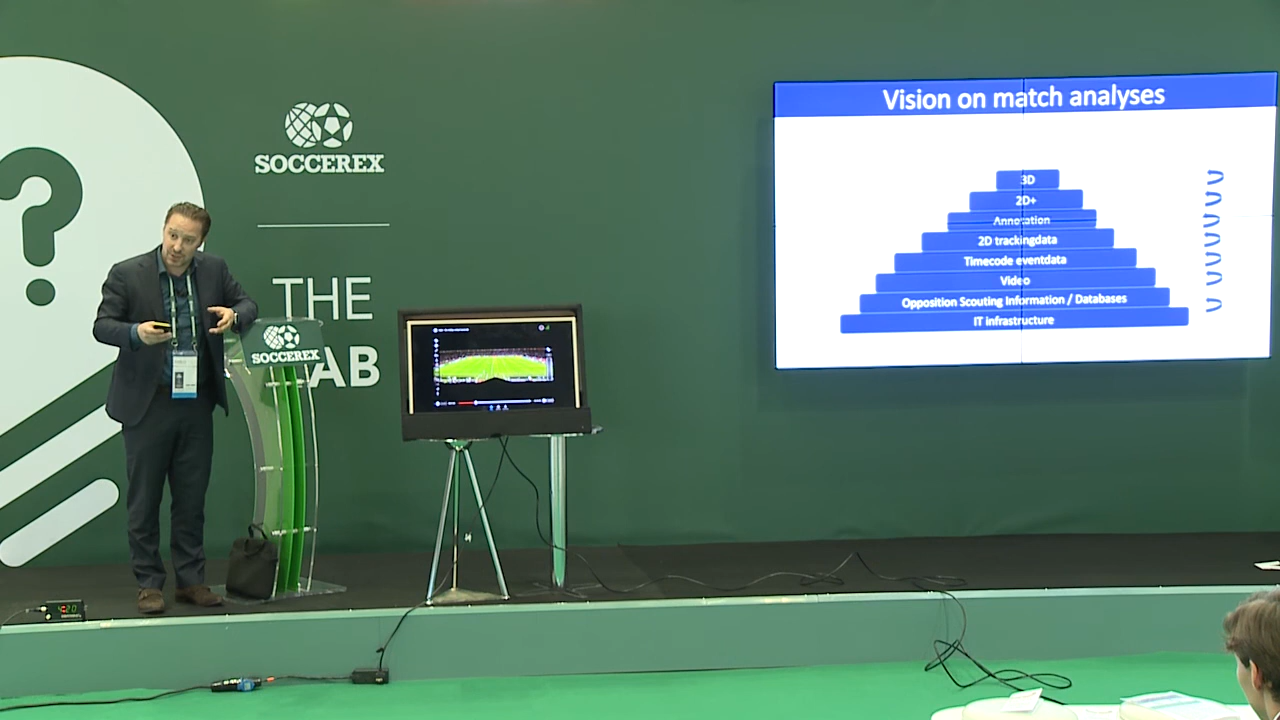 ?
SOCCEREX
THE
AB
SOCCEREX
Vision on match analyses
3D
2D+
Annotation
2D trackingdata
Timecode eventdata
Video
Opposition Scouting Information / Databases
IT infrastructure